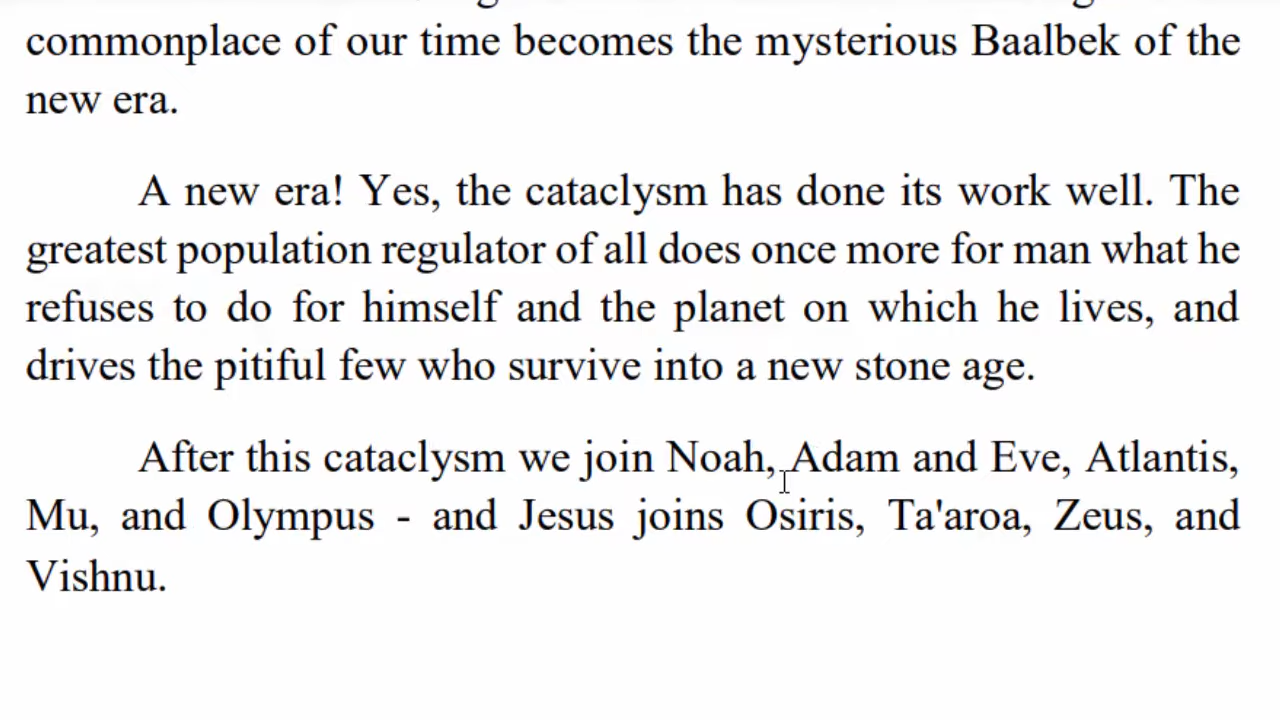 commonplace of our time becomes the mysterious Baalbek of the
new era.
A new era! Yes, the cataclysm has done its work well. The
greatest population regulator of all does once more for man what he
refuses to do for himself and the planet on which he lives, and
drives the pitiful few who survive into a new stone age.
After this cataclysm we join Noah, Adam and Eve, Atlantis,
Mu, and Olympus - and Jesus joins Osiris, Ta'aroa, Zeus, and
Vishnu.